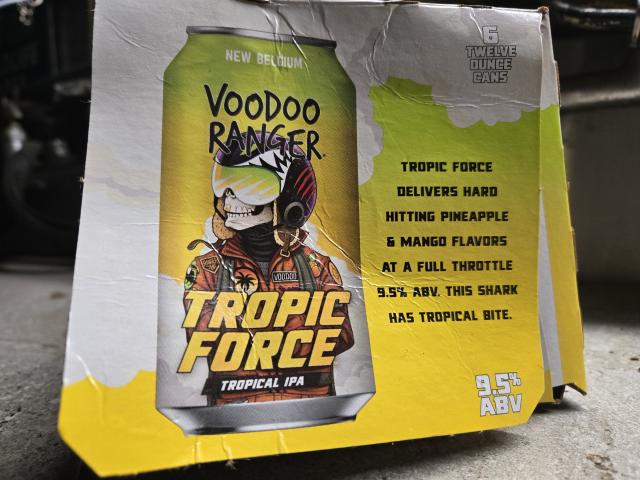 NEW BELGIUM
VOODOO
RANGER
VOODOO
TROPIC
FORCE
TROPICAL IPA
6
TWELVE
OUNCE
CANS
TROPIC FORCE
DELIVERS HARD
HITTING PINEAPPLE
& MANGO FLAVORS
AT A FULL THROTTLE
9.5% ABV. THIS SHARK
HAS TROPICAL BITE.
9.5%
ABV